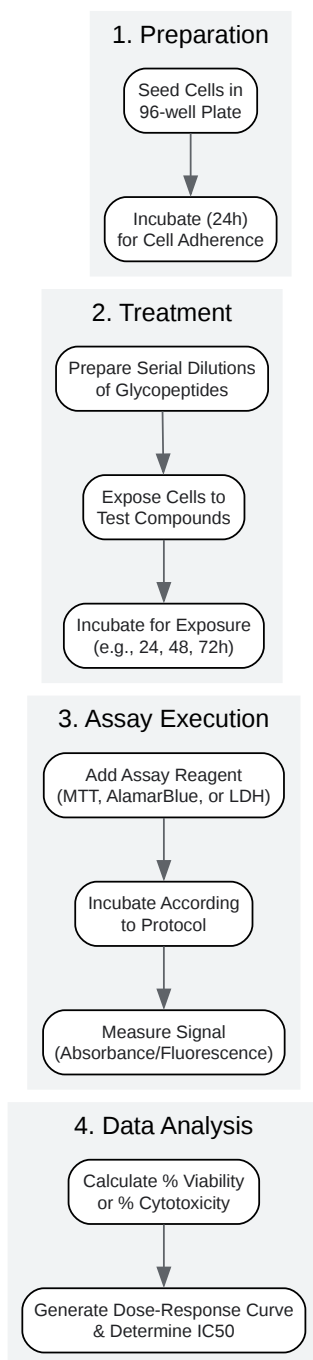 1. Preparation
Seed Cells in
96-well Plate
Incubate (24h)
for Cell Adherence
2. Treatment
Prepare Serial Dilutions
of Glycopeptides
Expose Cells to
Test Compounds
Incubate for Exposure
(e.g., 24, 48, 72h)
3. Assay Execution
Add Assay Reagent
(MTT, AlamarBlue, or LDH)
Incubate According
to Protocol
Measure Signal
(Absorbance/Fluorescence)
4. Data Analysis
Calculate % Viability
or % Cytotoxicity
Generate Dose-Response Curve
& Determine IC50